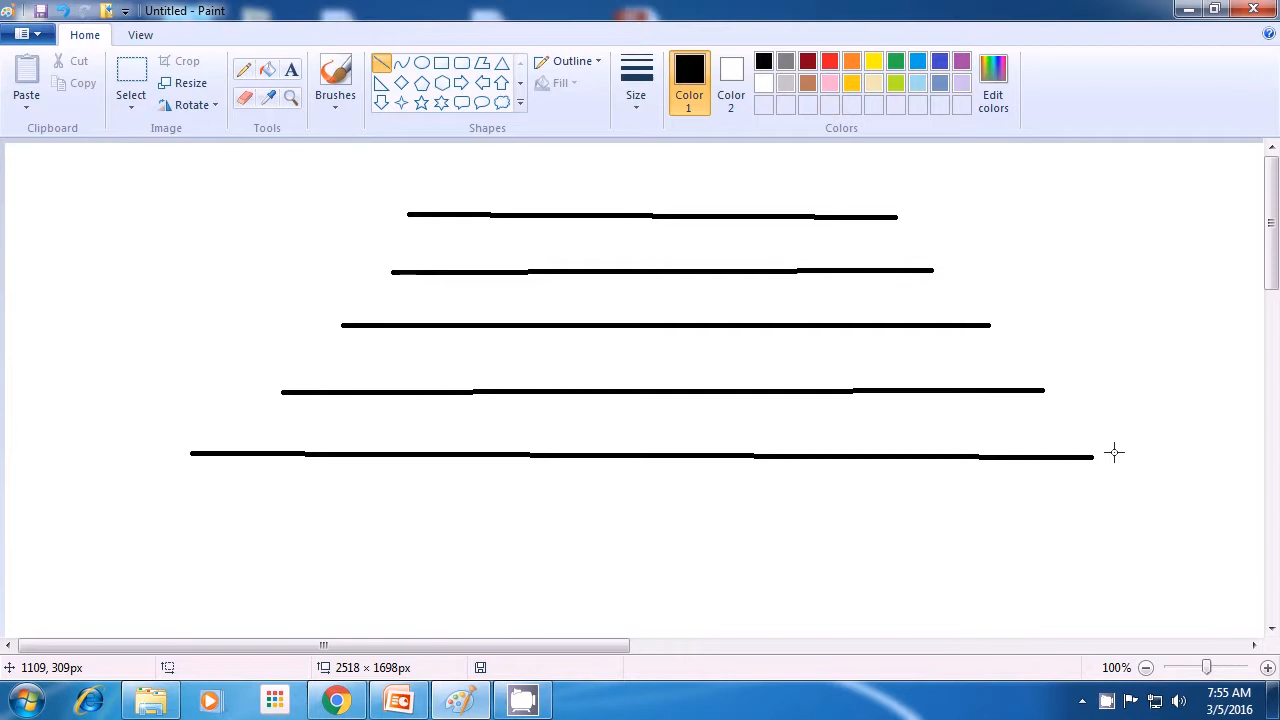 Untitled - Paint
Home View
Paste Cut Copy
Clipboard
Select Crop Resize Rotate
Image
A
Tools
Brushes
Outline Fill
Shapes
Size
Color 1 Color 2 Edit colors
Colors
1109, 309px 2518 × 1698px 100%
7:55 AM
3/5/2016